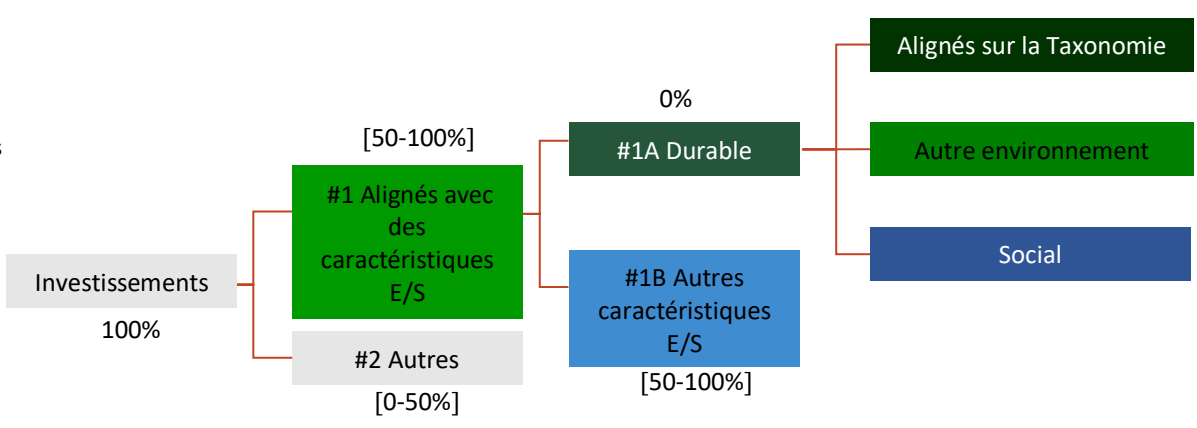 s
Investissements
100%
[50-100%]
#1 Alignés avec
des
caractéristiques
E/S
#2 Autres
[0-50%]
0%
#1A Durable
#1B Autres
caractéristiques
E/S
[50-100%]
Alignés sur la Taxonomie
Autre environnement
Social